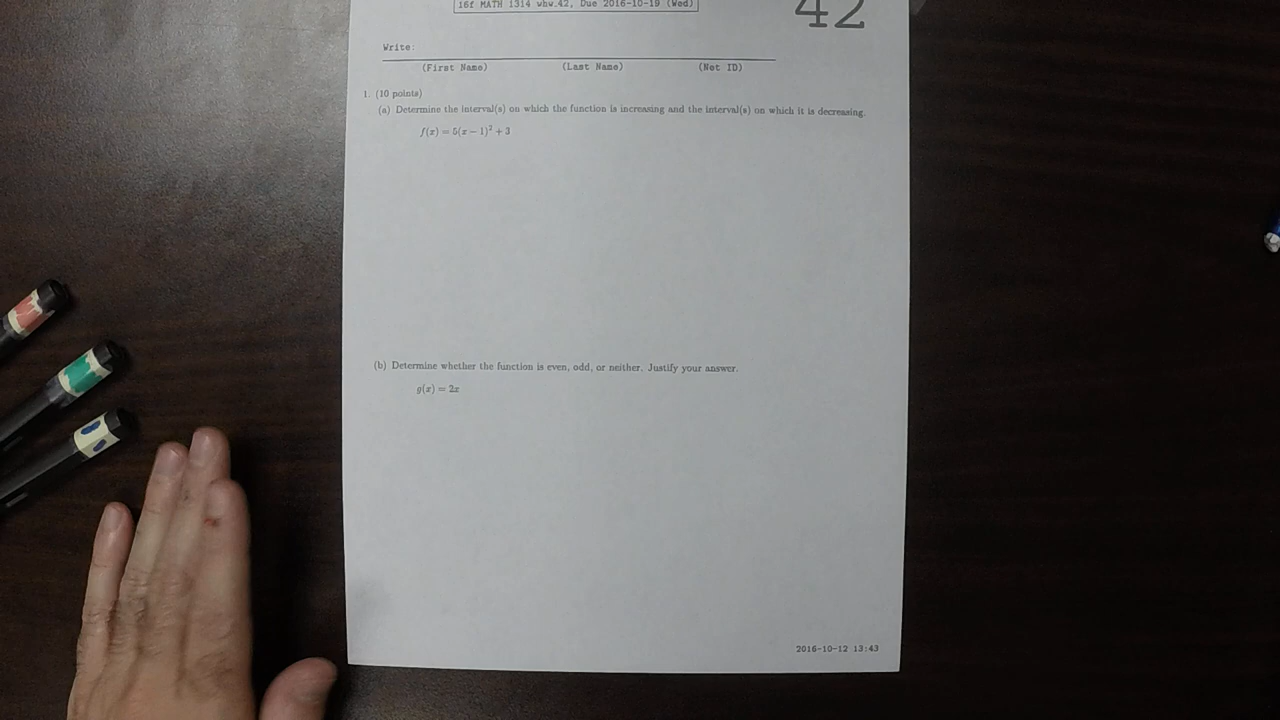 16f MATH 1314 whw.42, Due 2016-10-19 (Wed)
42
Write:
(First Name) (Last Name) (Net ID)
1. (10 points)
(a) Determine the interval(s) on which the function is increasing and the interval(s) on which it is decreasing.
f(x) = 5(x − 1)² + 3
(b) Determine whether the function is even, odd, or neither. Justify your answer.
g(x) = 2x
2016-10-12 13:43